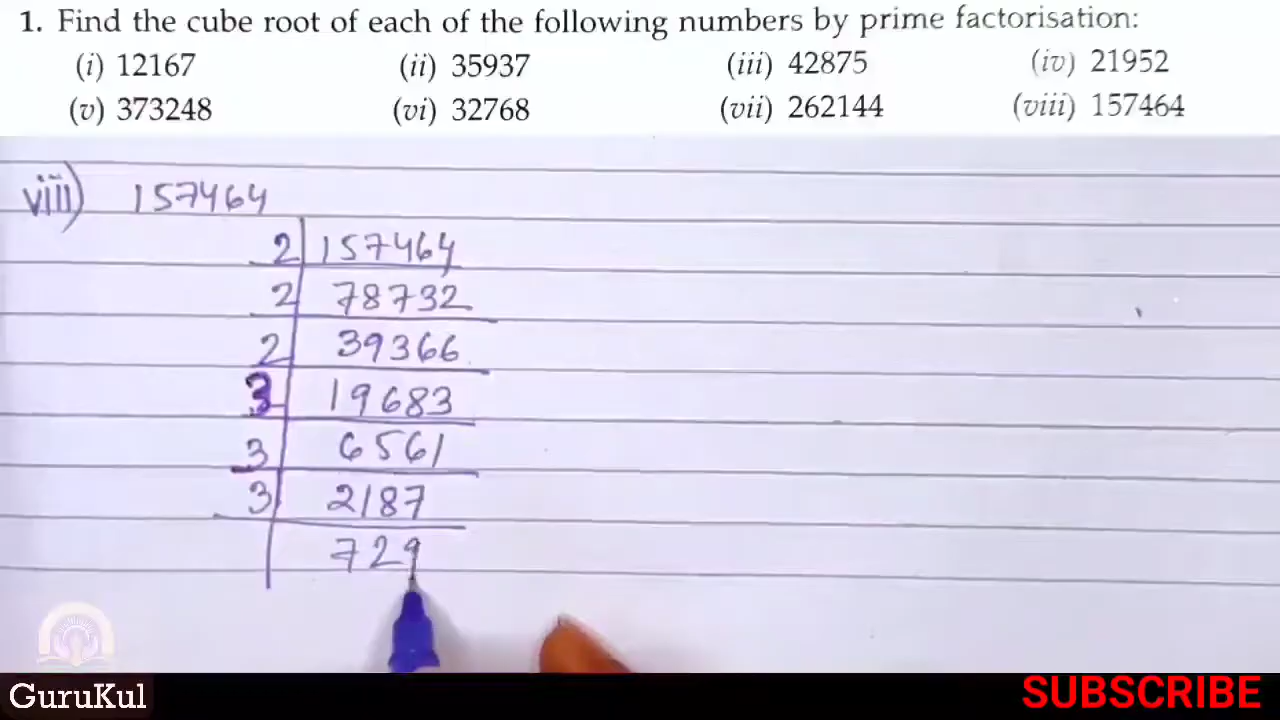 1. Find the cube root of each of the following numbers by prime factorisation:
(i) 12167 (ii) 35937 (iii) 42875 (iv) 21952
(v) 373248 (vi) 32768 (vii) 262144 (viii) 157464
viii) 157464
2 157464
2 78732
2 39366
3 19683
3 6561
3 2187
729
GuruKul
SUBSCRIBE